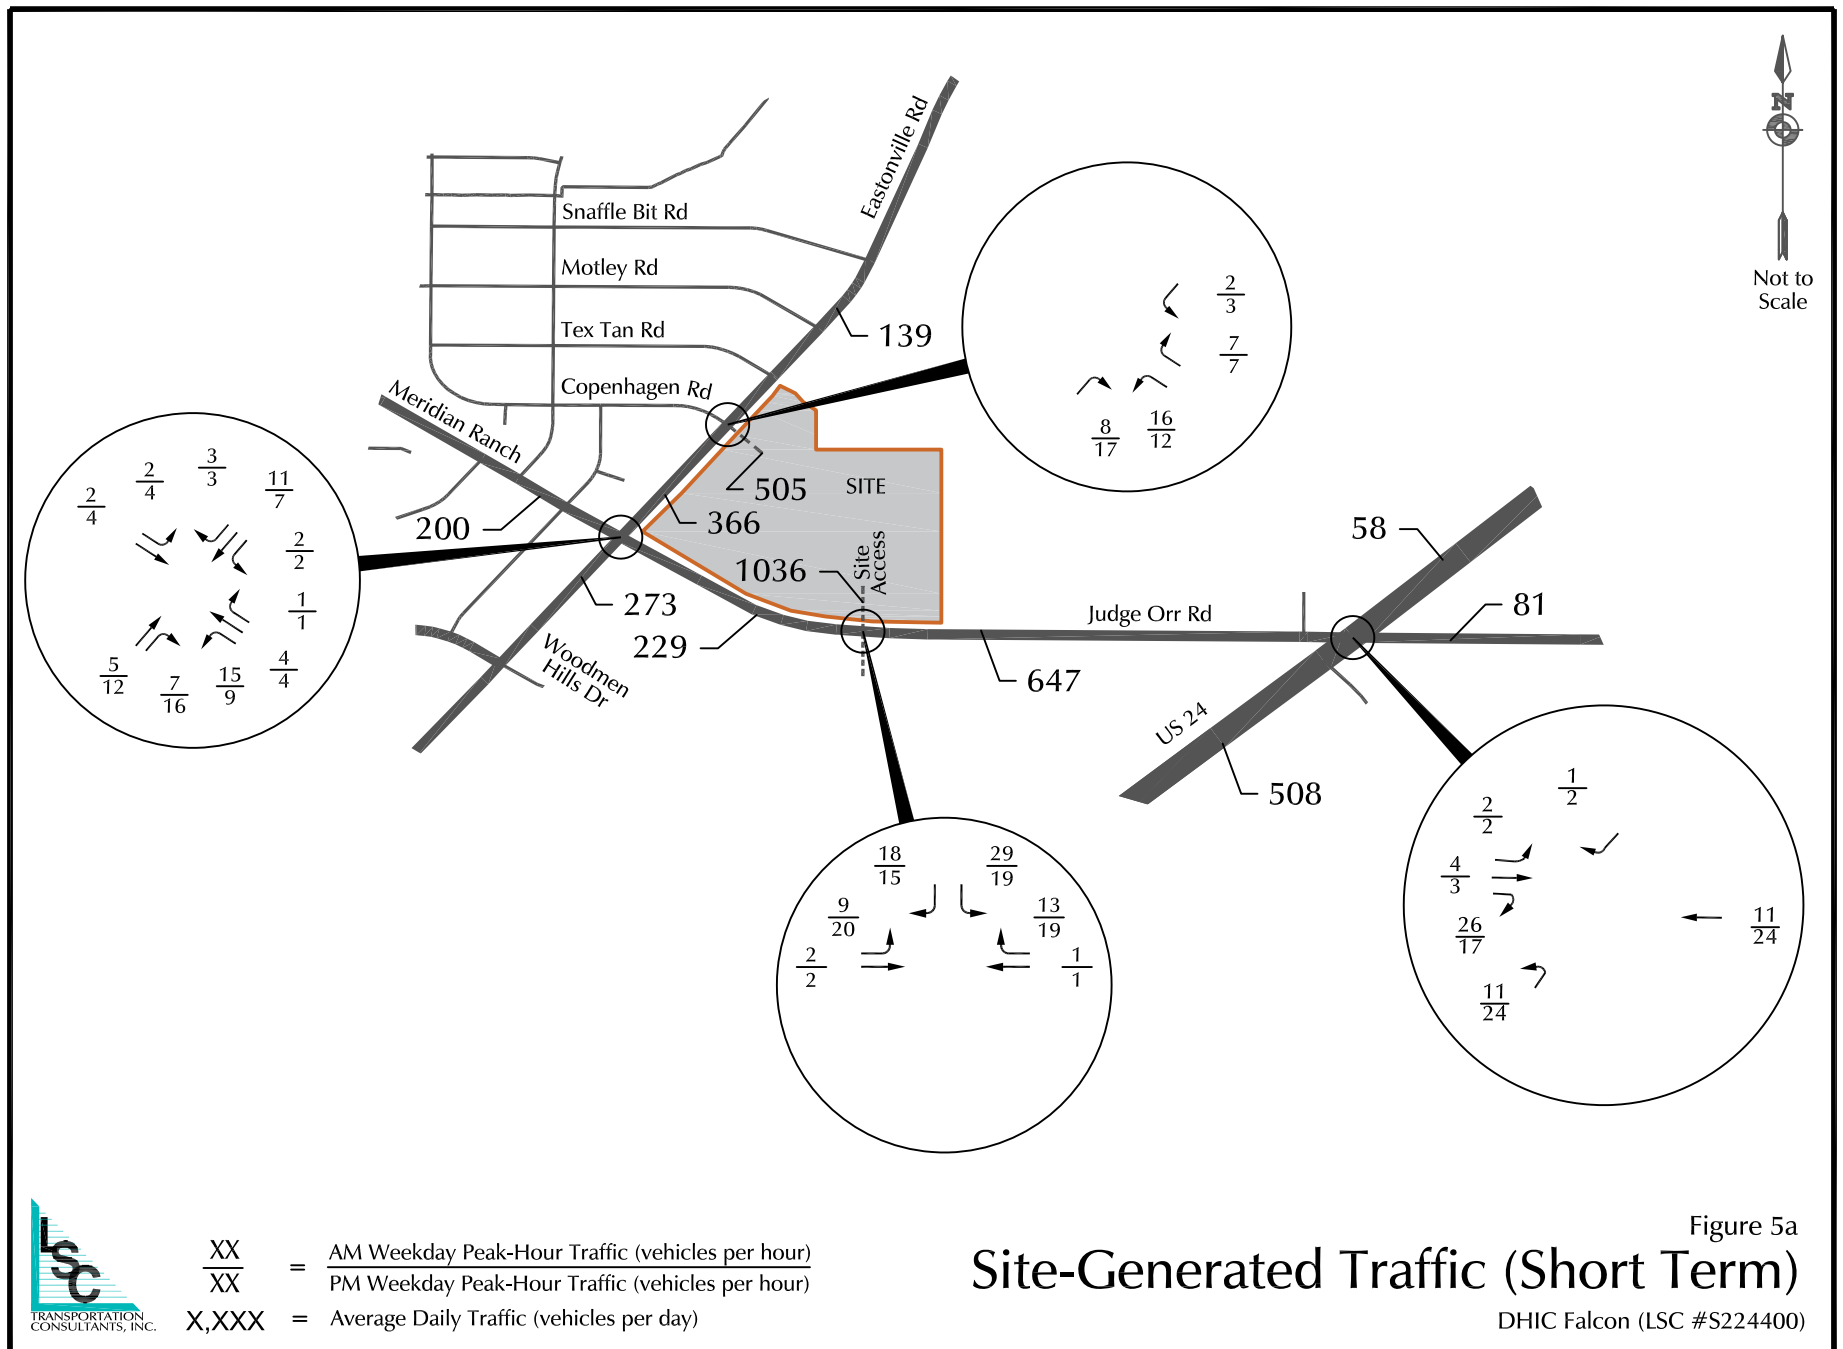 N
Not to
Scale
Eastonville Rd
Snaffle Bit Rd
Motley Rd
Tex Tan Rd
Copenhagen Rd
Meridian Ranch
139
2
3
7
7
8
17
16
12
505
SITE
366
200
1036
Site
Access
273
229
Woodmen
Hills Dr
Judge Orr Rd
58
81
647
US 24
508
2
4
2
4
3
3
11
7
2
2
1
1
4
4
15
9
7
16
5
12
18
15
29
19
9
20
13
19
2
2
1
1
1
2
2
2
4
3
26
17
11
24
11
24
LSC
TRANSPORTATION
CONSULTANTS, INC.
XX
XX
=
AM Weekday Peak-Hour Traffic (vehicles per hour)
PM Weekday Peak-Hour Traffic (vehicles per hour)
X,XXX = Average Daily Traffic (vehicles per day)
Figure 5a
Site-Generated Traffic (Short Term)
DHIC Falcon (LSC #S224400)